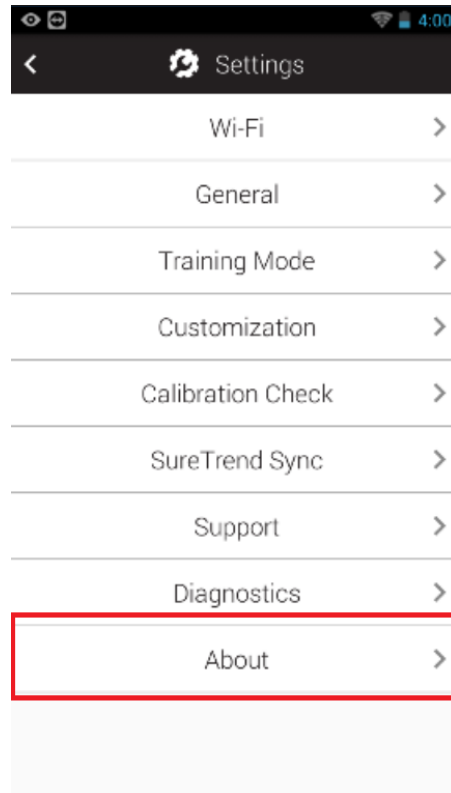 4:00
Settings
Wi-Fi
General
Training Mode
Customization
Calibration Check
SureTrend Sync
Support
Diagnostics
About